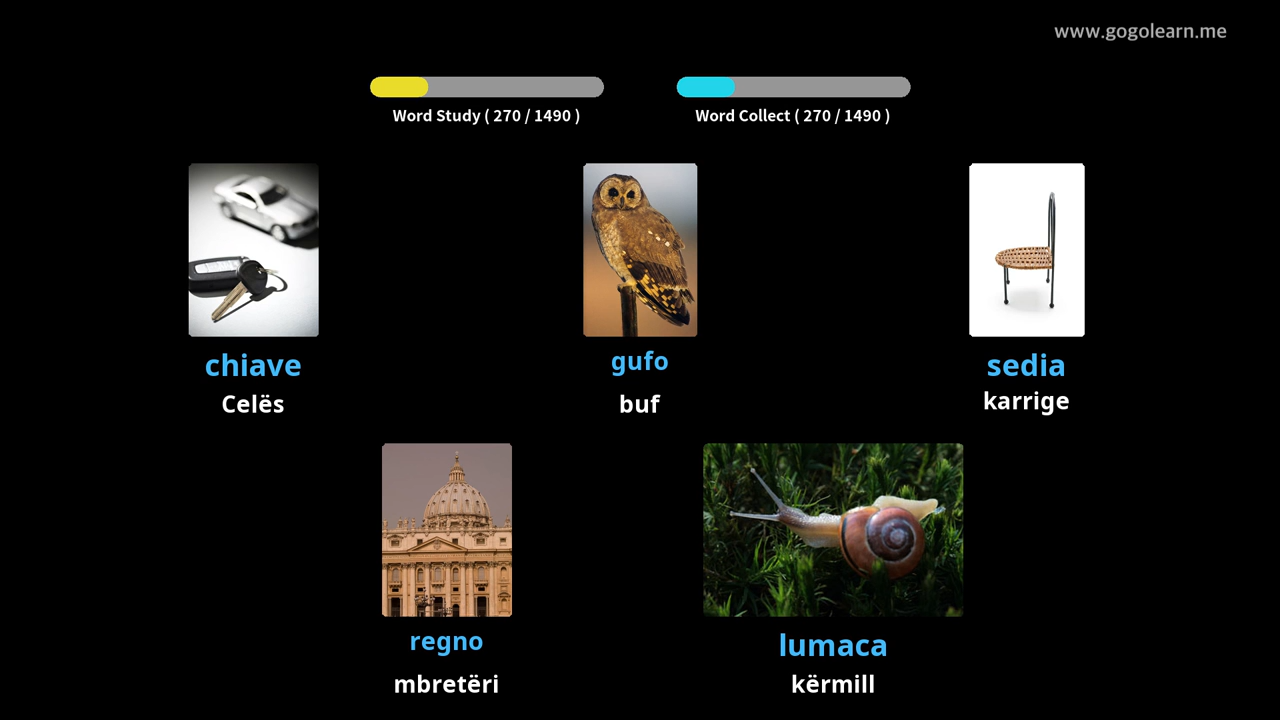 www.gogolearn.me
Word Study ( 270 / 1490 )
Word Collect ( 270 / 1490 )
chiave
Celës
gufo
buf
sedia
karrige
regno
mbretëri
lumaca
kërmill